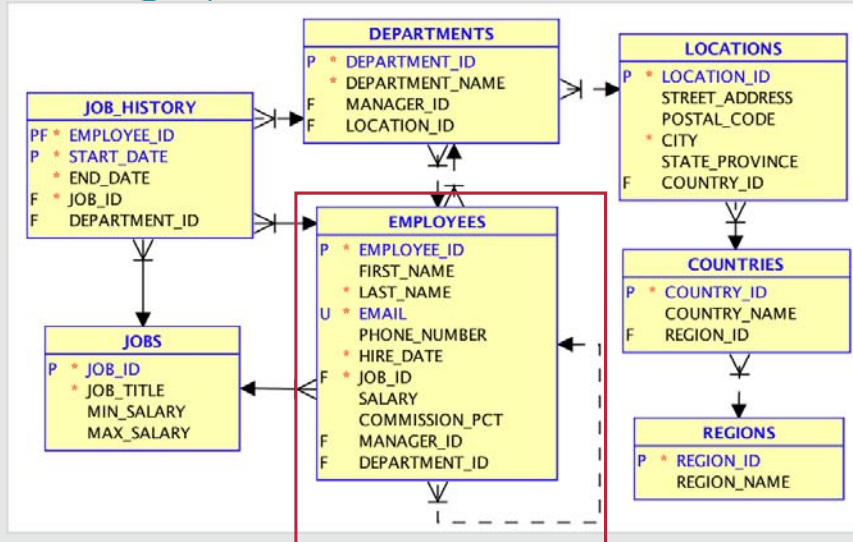 DEPARTMENTS
P * DEPARTMENT_ID
* DEPARTMENT_NAME
F MANAGER_ID
F LOCATION_ID
LOCATIONS
P * LOCATION_ID
STREET_ADDRESS
POSTAL_CODE
* CITY
STATE_PROVINCE
F COUNTRY_ID
JOB_HISTORY
PF * EMPLOYEE_ID
P * START_DATE
* END_DATE
F * JOB_ID
F DEPARTMENT_ID
EMPLOYEES
P * EMPLOYEE_ID
FIRST_NAME
* LAST_NAME
U * EMAIL
PHONE_NUMBER
* HIRE_DATE
F * JOB_ID
SALARY
COMMISSION_PCT
F MANAGER_ID
F DEPARTMENT_ID
COUNTRIES
P * COUNTRY_ID
COUNTRY_NAME
F REGION_ID
JOBS
P * JOB_ID
* JOB_TITLE
MIN_SALARY
MAX_SALARY
REGIONS
P * REGION_ID
REGION_NAME